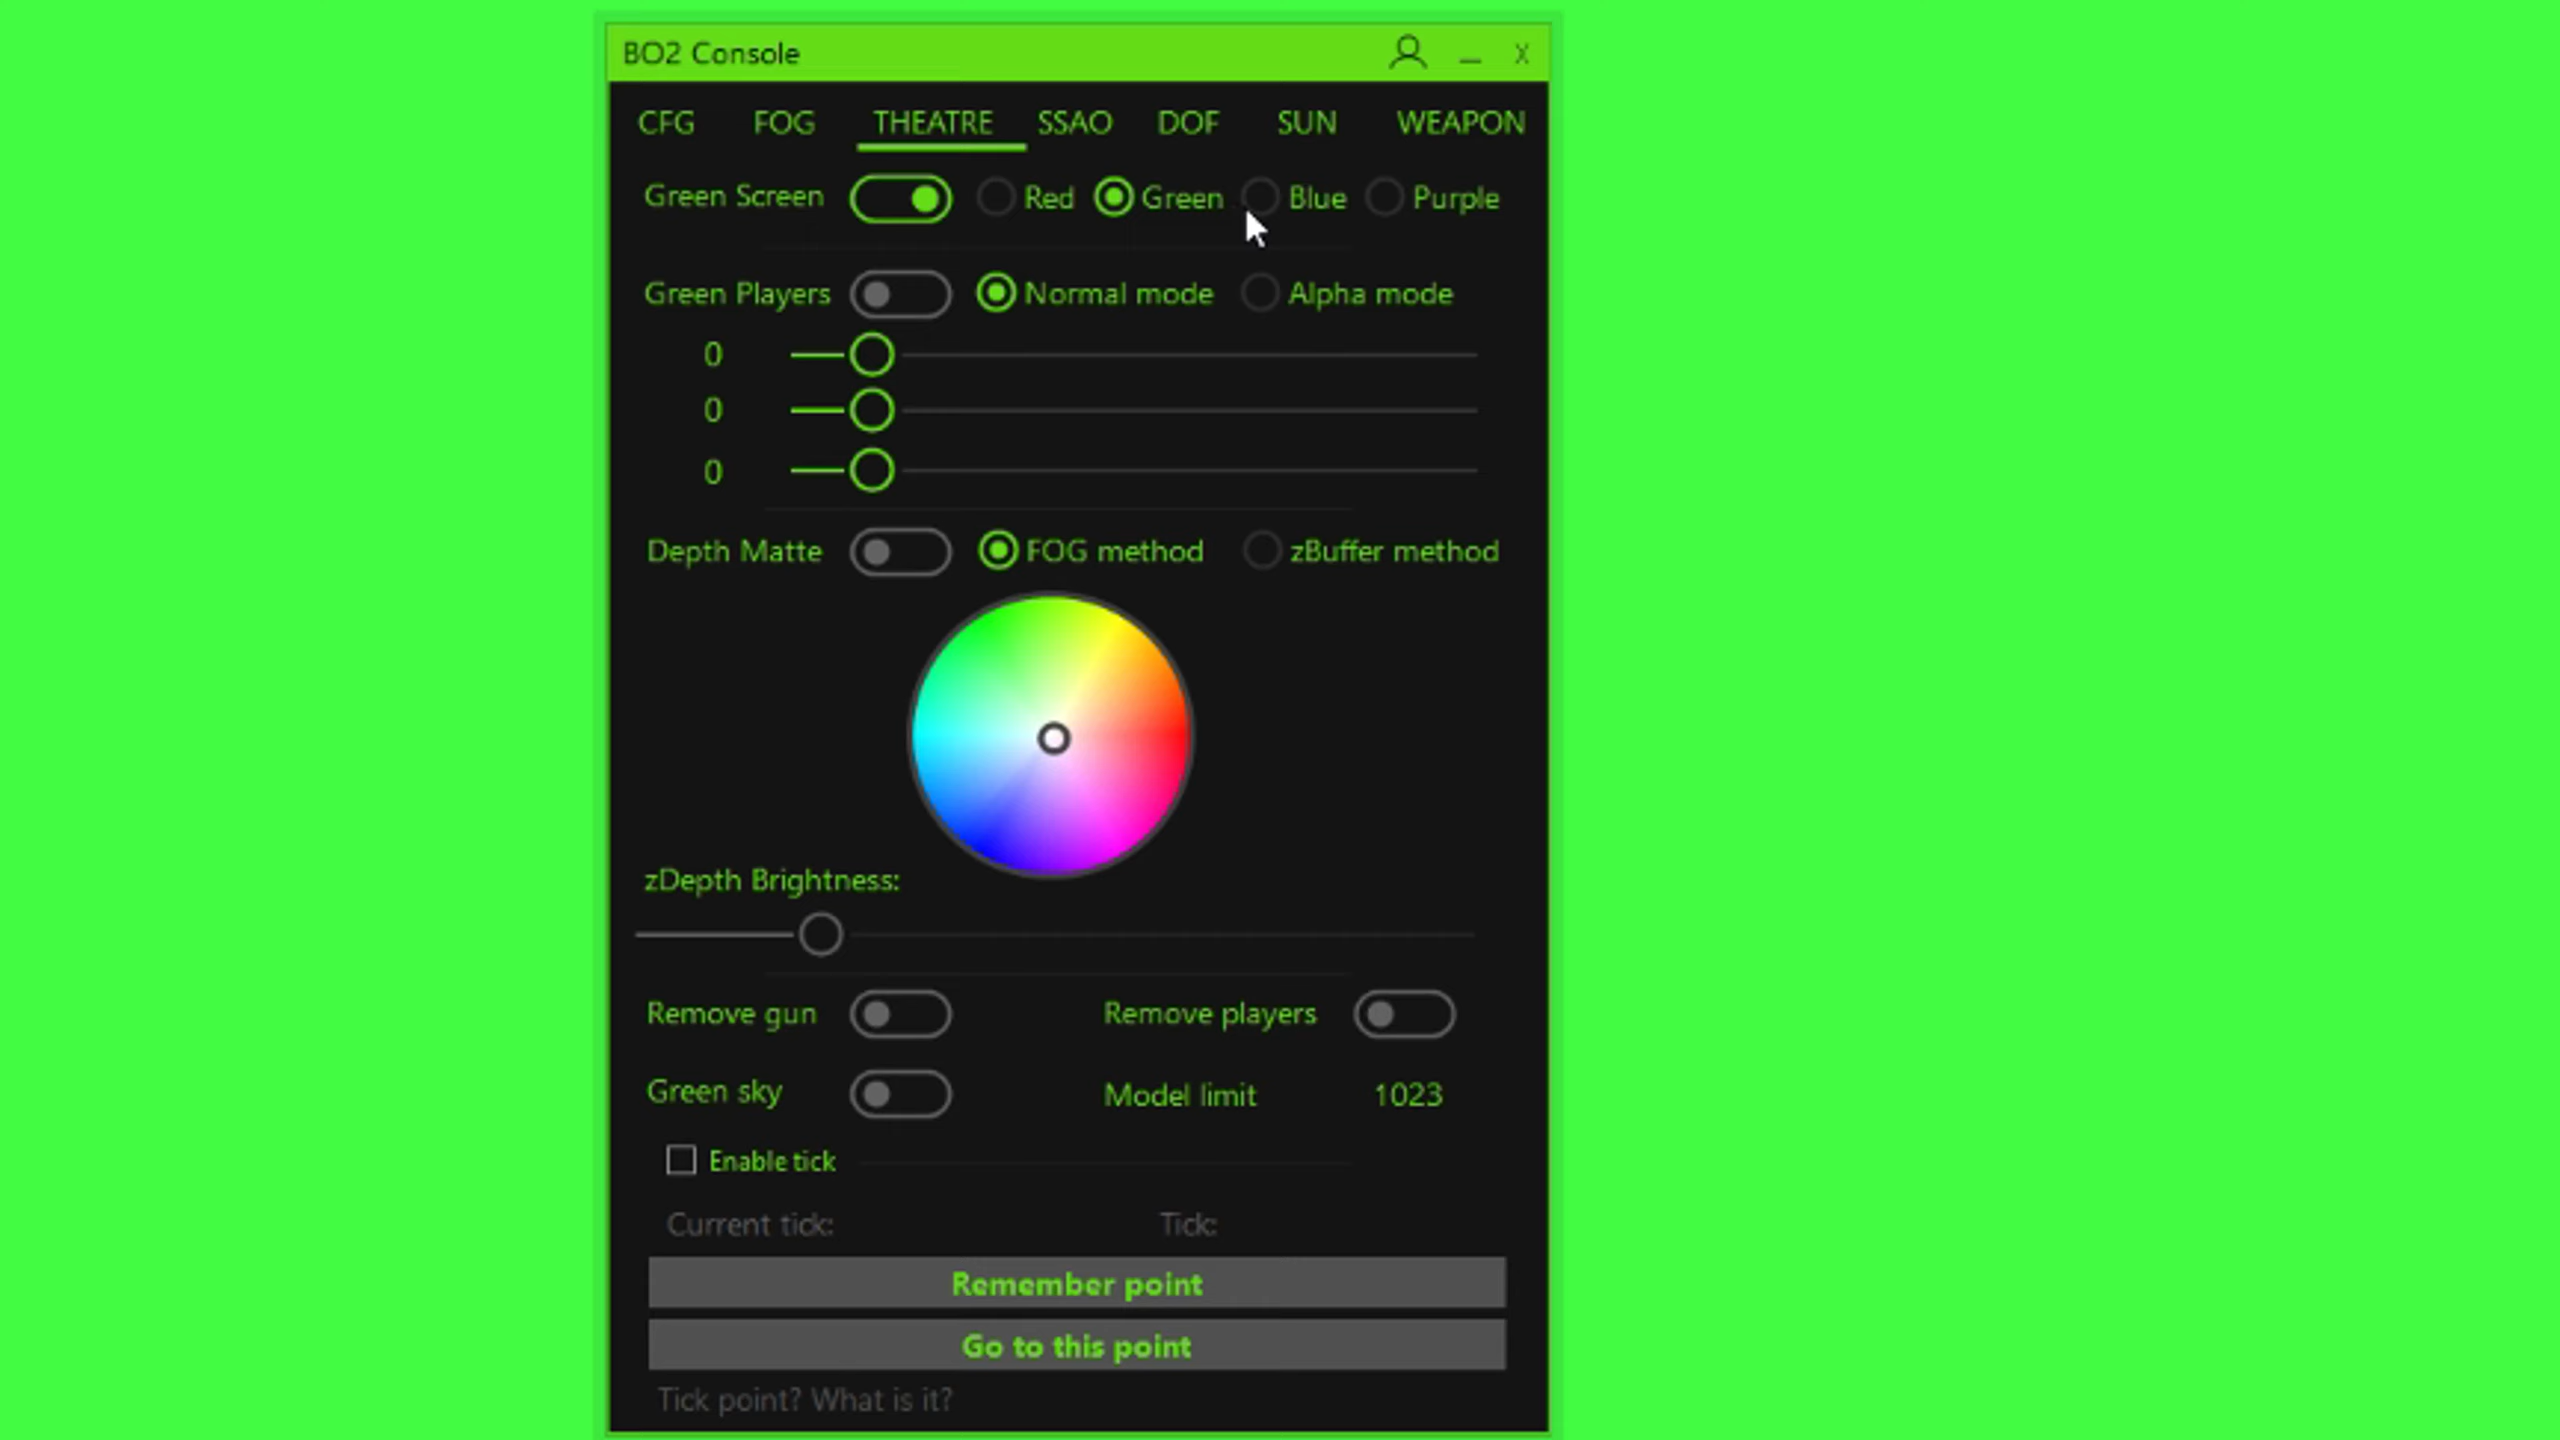 BO2 Console X
CFG FOG THEATRE SSAO DOF SUN WEAPON
Green Screen Red Green Blue Purple
Green Players Normal mode Alpha mode
0
0
0
Depth Matte FOG method zBuffer method
zDepth Brightness:
Remove gun Remove players
Green sky Model limit 1023
Enable tick
Current tick: Tick:
Remember point
Go to this point
Tick point? What is it?